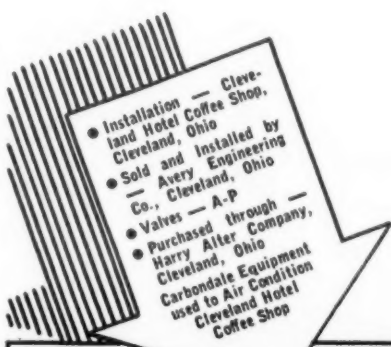 ● Installation — Cleve-
land Hotel Coffee Shop,
Cleveland, Ohio
● Sold and Installed by
— Avery Engineering
Co., Cleveland, Ohio
● Valves — A-P
● Purchased through —
Harry Alter Company,
Cleveland, Ohio
Carbondale Equipment
used to Air Condition
Cleveland Hotel
Coffee Shop